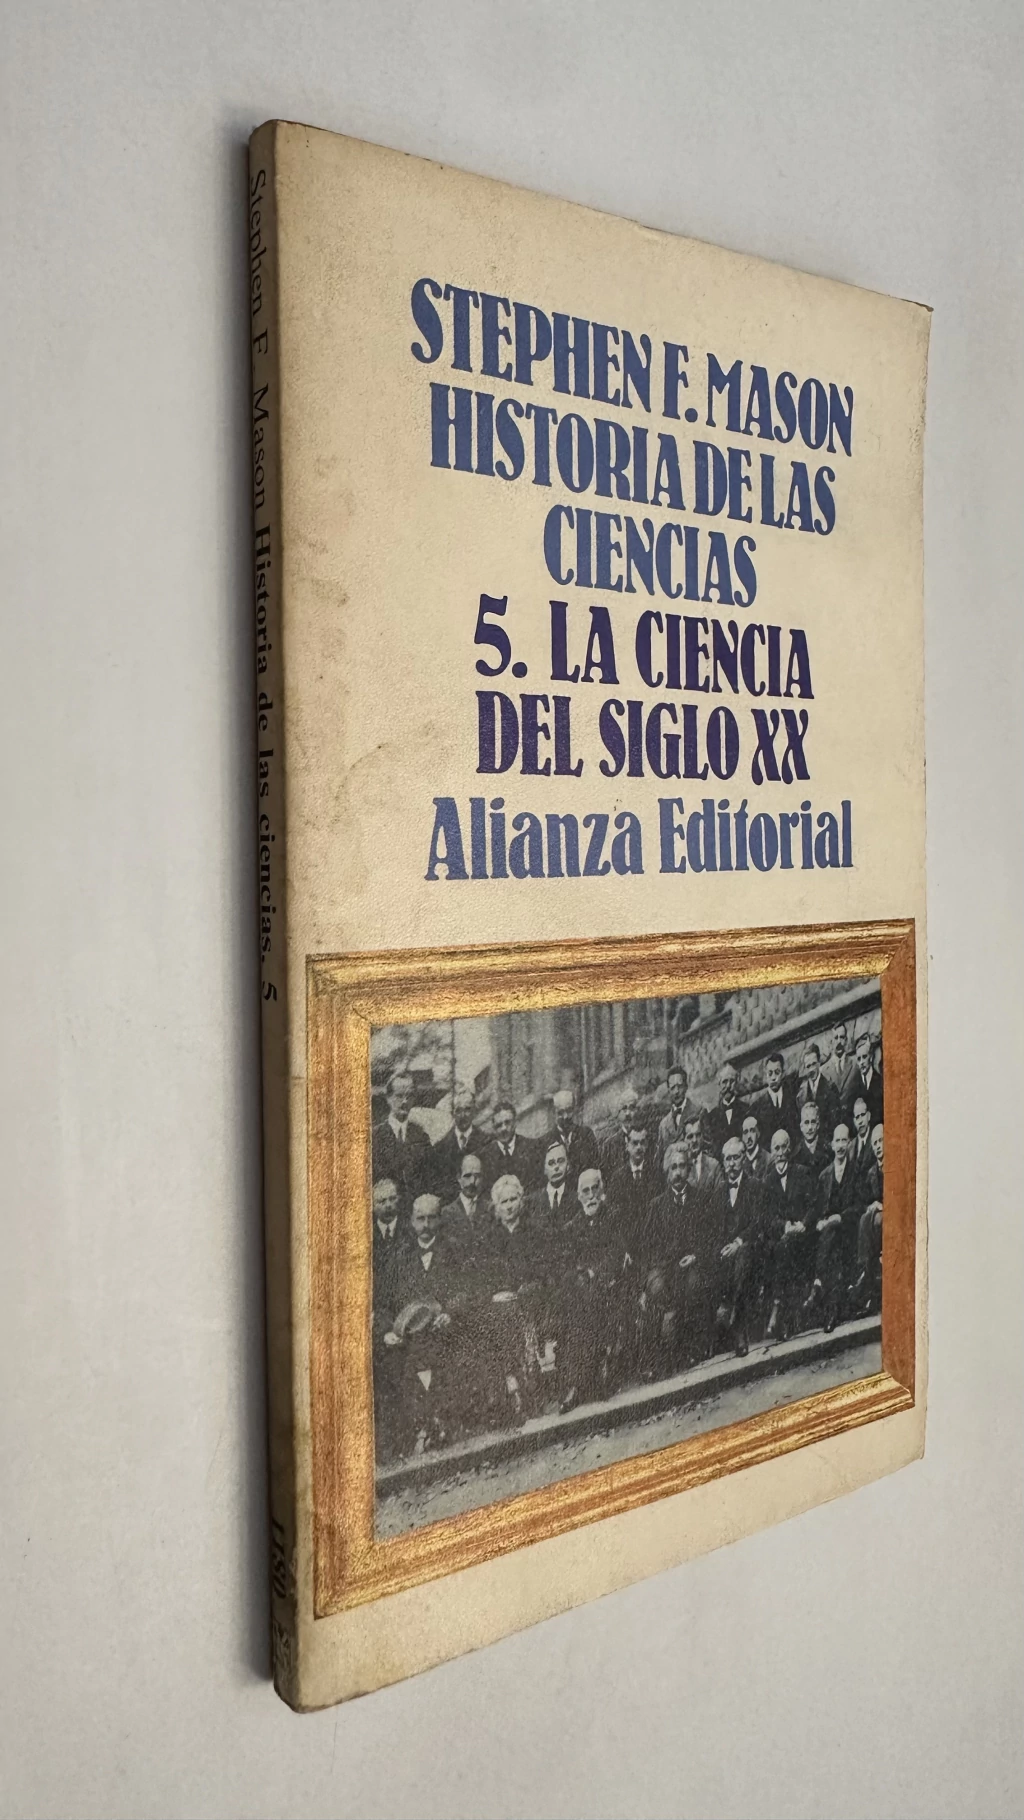 STEPHEN F. MASON
HISTORIA DE LAS
CIENCIAS
5. LA CIENCIA
DEL SIGLO XX
Alianza Editorial
Stephen F. Mason Historia de las ciencias, 5